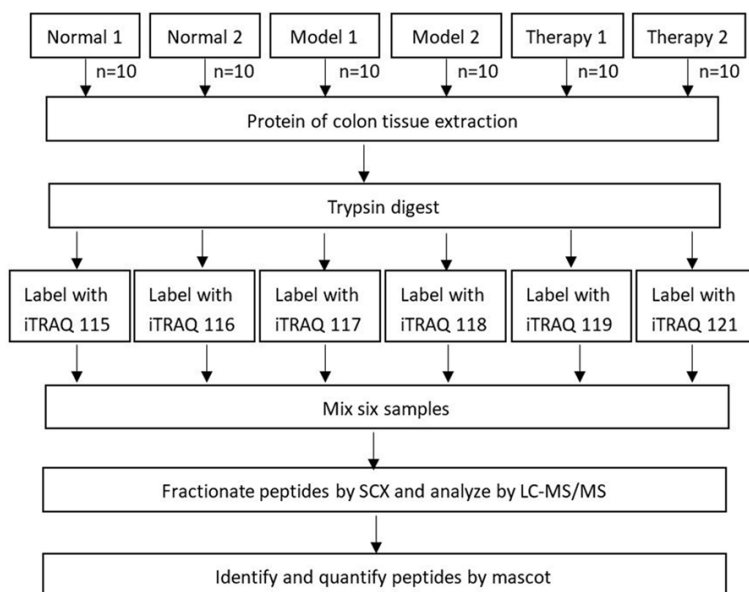 Normal 1
Normal 2
Model 1
Model 2
Therapy 1
Therapy 2
n=10
n=10
n=10
n=10
n=10
n=10
Protein of colon tissue extraction
Trypsin digest
Label with
iTRAQ 115
Label with
iTRAQ 116
Label with
iTRAQ 117
Label with
iTRAQ 118
Label with
iTRAQ 119
Label with
iTRAQ 121
Mix six samples
Fractionate peptides by SCX and analyze by LC-MS/MS
Identify and quantify peptides by mascot